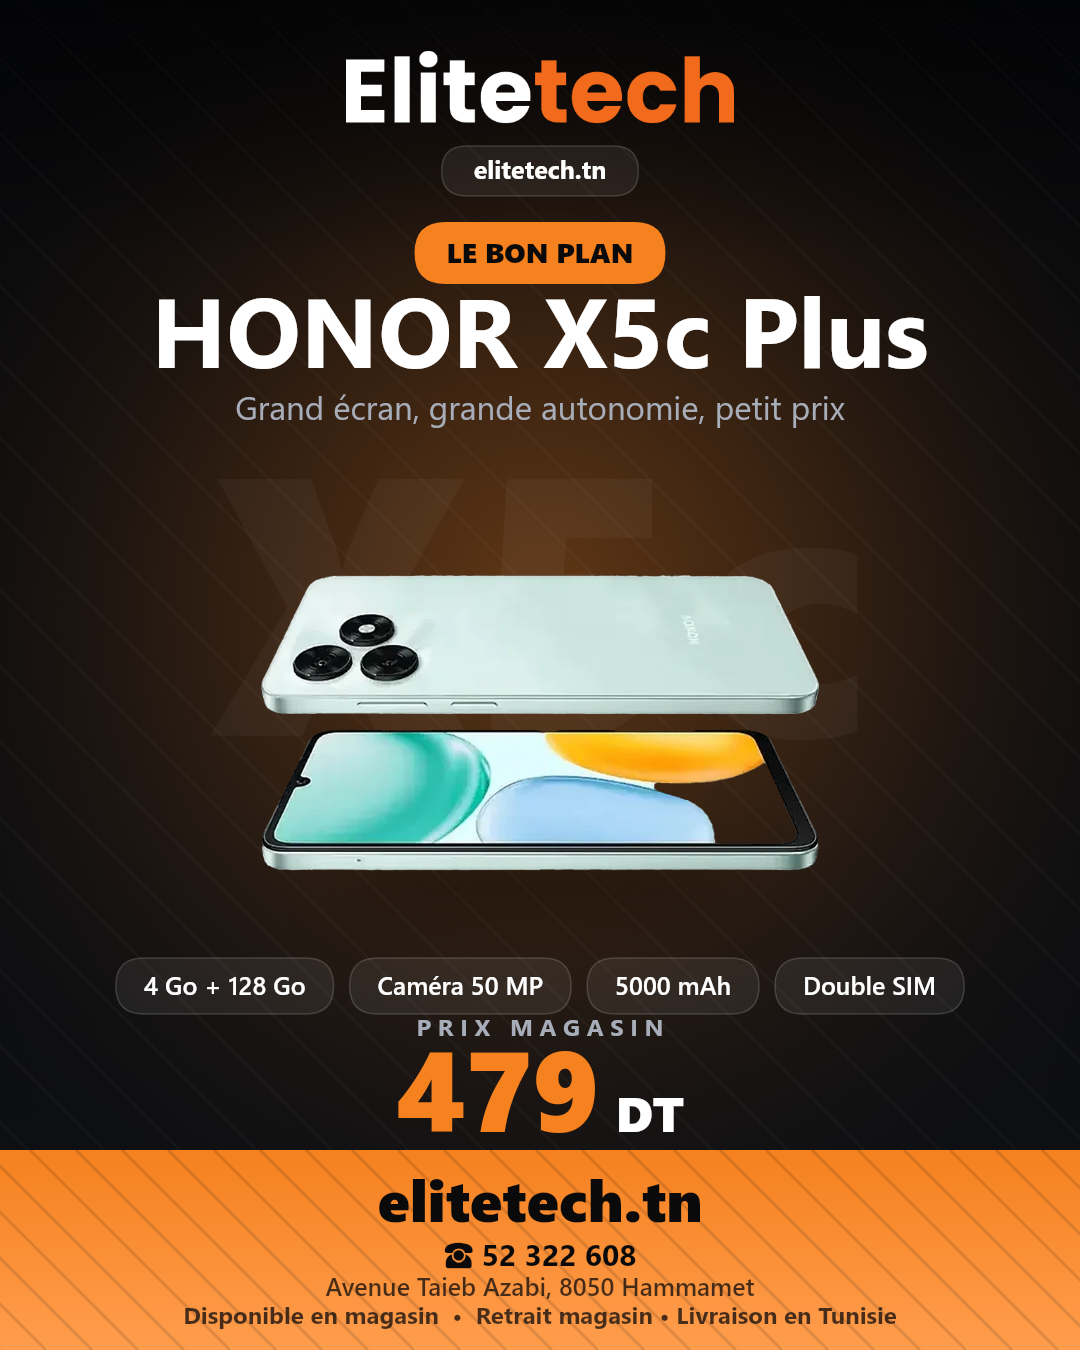 Elitetech
elitetech.tn
LE BON PLAN
HONOR X5c Plus
Grand écran, grande autonomie, petit prix
X5c
HONOR
4 Go + 128 Go
Caméra 50 MP
5000 mAh
Double SIM
PRIX MAGASIN
479 DT
elitetech.tn
☎ 52 322 608
Avenue Taieb Azabi, 8050 Hammamet
Disponible en magasin • Retrait magasin • Livraison en Tunisie